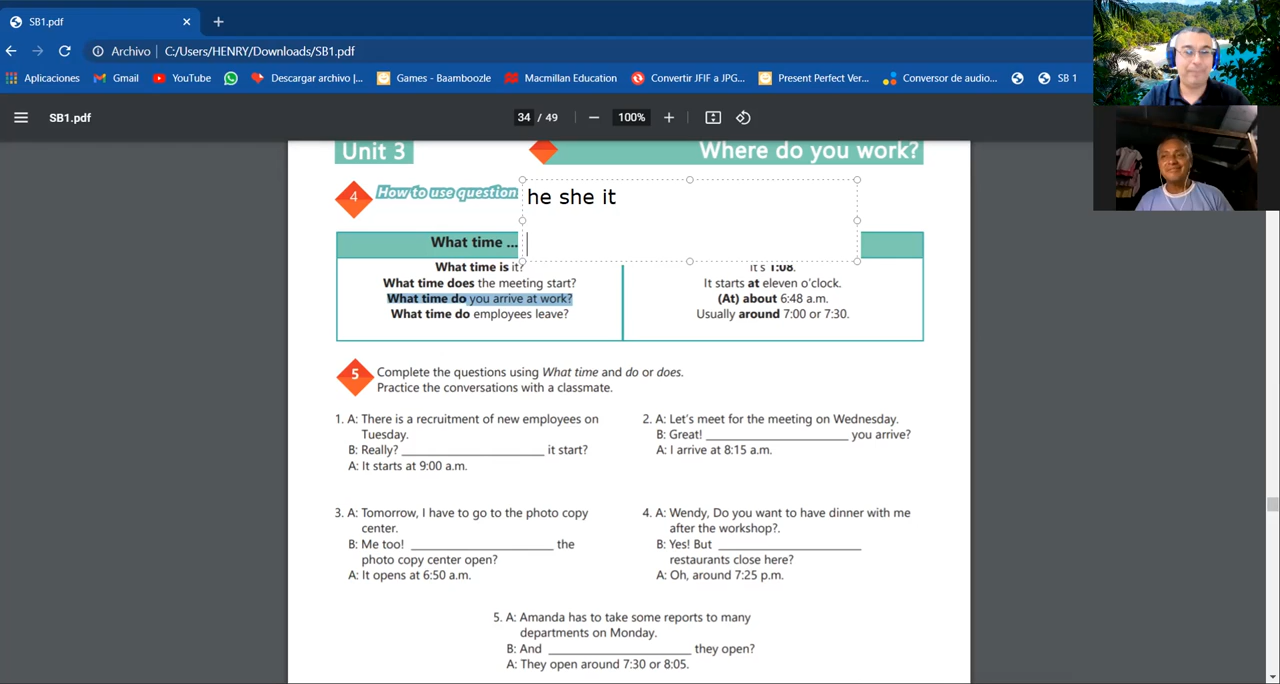 SB1.pdf
Archivo | C:/Users/HENRY/Downloads/SB1.pdf
Aplicaciones Gmail YouTube Descargar archivo |... Games - Baamboozle Macmillan Education Convertir JFIF a JPG... Present Perfect Ver... Conversor de audio... SB 1
SB1.pdf 34 / 49 100%
Unit 3 Where do you work?
4 How to use question
he she it
What time ...
What time is it?
What time does the meeting start?
What time do you arrive at work?
What time do employees leave?
It's 1:08.
It starts at eleven o'clock.
(At) about 6:48 a.m.
Usually around 7:00 or 7:30.
5 Complete the questions using What time and do or does.
Practice the conversations with a classmate.
1. A: There is a recruitment of new employees on
Tuesday.
B: Really? ____________________ it start?
A: It starts at 9:00 a.m.
2. A: Let's meet for the meeting on Wednesday.
B: Great! ____________________ you arrive?
A: I arrive at 8:15 a.m.
3. A: Tomorrow, I have to go to the photo copy
center.
B: Me too! ____________________ the
photo copy center open?
A: It opens at 6:50 a.m.
4. A: Wendy, Do you want to have dinner with me
after the workshop?.
B: Yes! But ____________________
restaurants close here?
A: Oh, around 7:25 p.m.
5. A: Amanda has to take some reports to many
departments on Monday.
B: And ____________________ they open?
A: They open around 7:30 or 8:05.